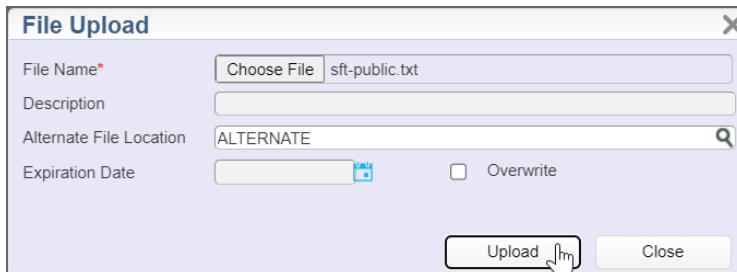 File Upload
File Name* Choose File sft-public.txt
Description
Alternate File Location ALTERNATE
Expiration Date Overwrite
Upload Close